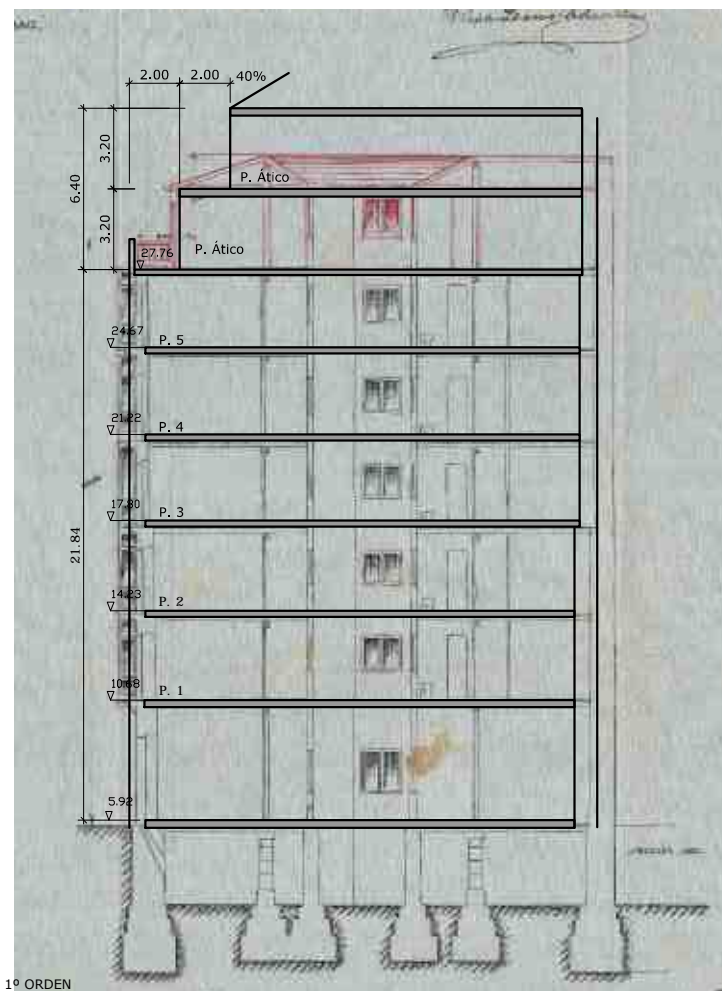 2.00 2.00 40%
3.20
6.40
P. Ático
3.20
P. Ático
27.76
24.67
P. 5
21.22
P. 4
17.80
P. 3
21.84
14.23
P. 2
10.68
P. 1
5.92
1º ORDEN